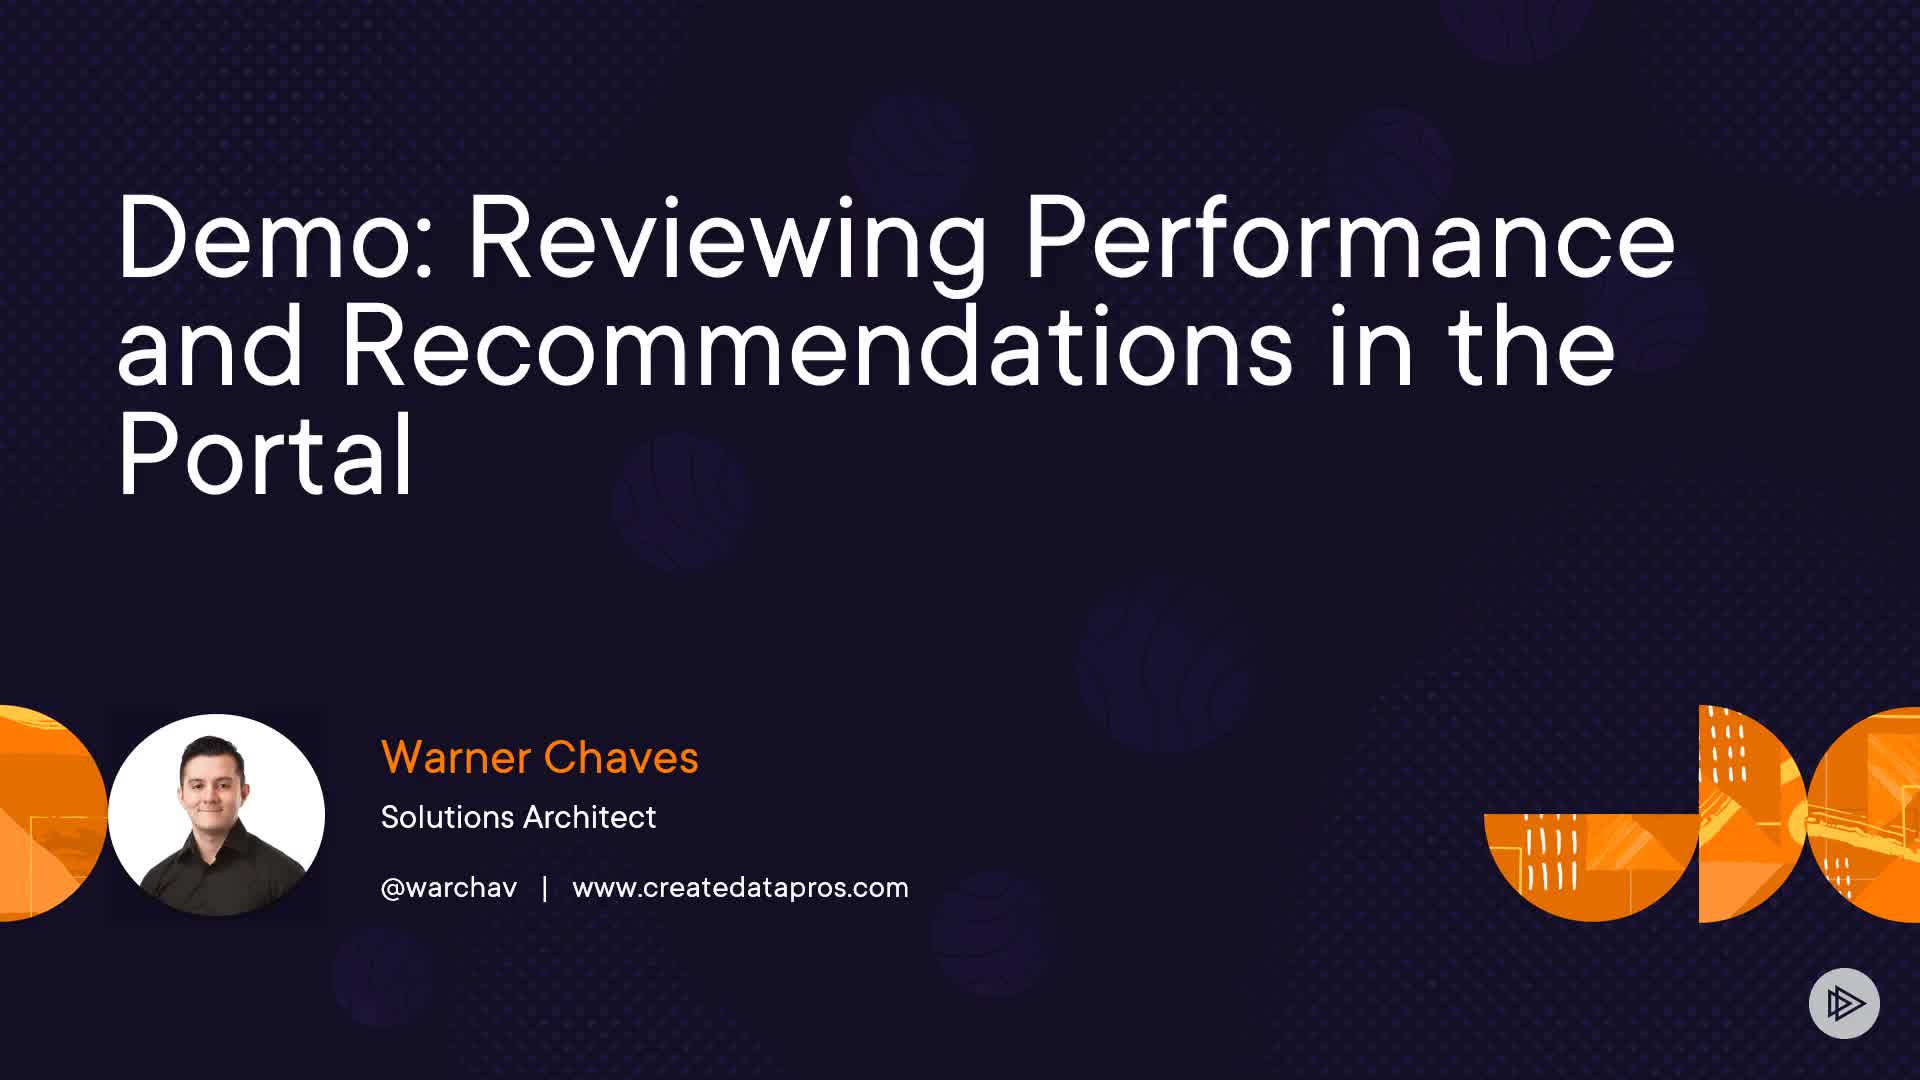 Demo: Reviewing Performance
and Recommendations in the
Portal
Warner Chaves
Solutions Architect
@warchav | www.createdatapros.com